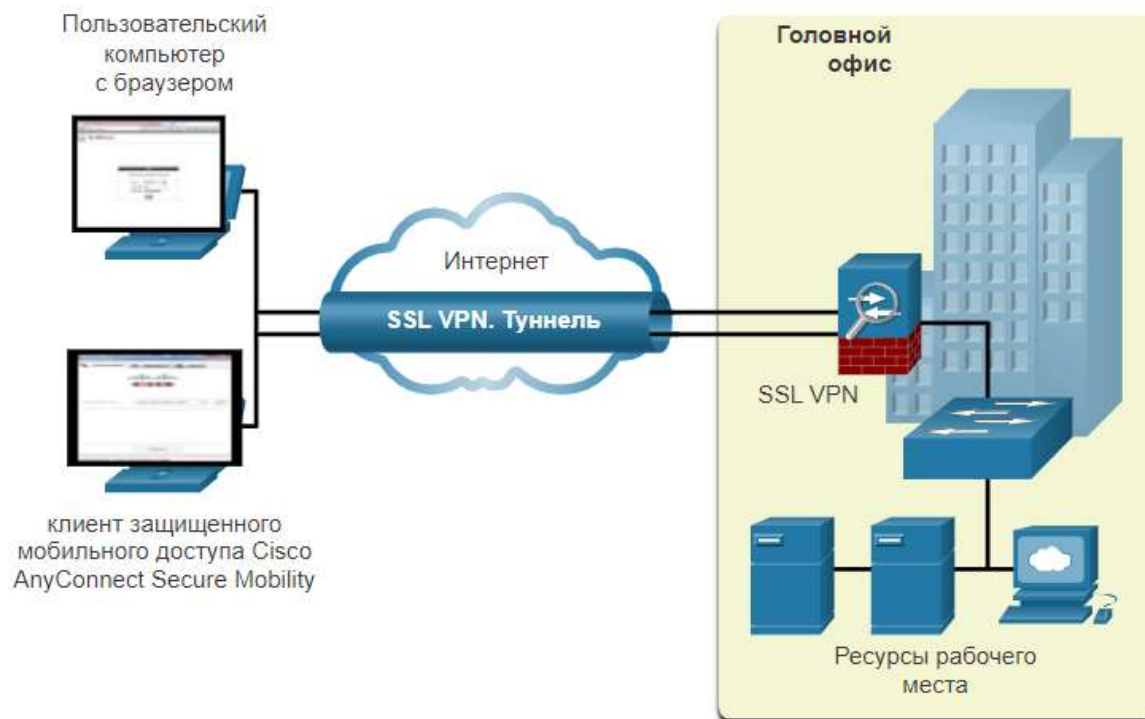 Пользовательский
компьютер
с браузером
Головной
офис
Интернет
SSL VPN. Туннель
SSL VPN
клиент защищенного
мобильного доступа Cisco
AnyConnect Secure Mobility
Ресурсы рабочего
места